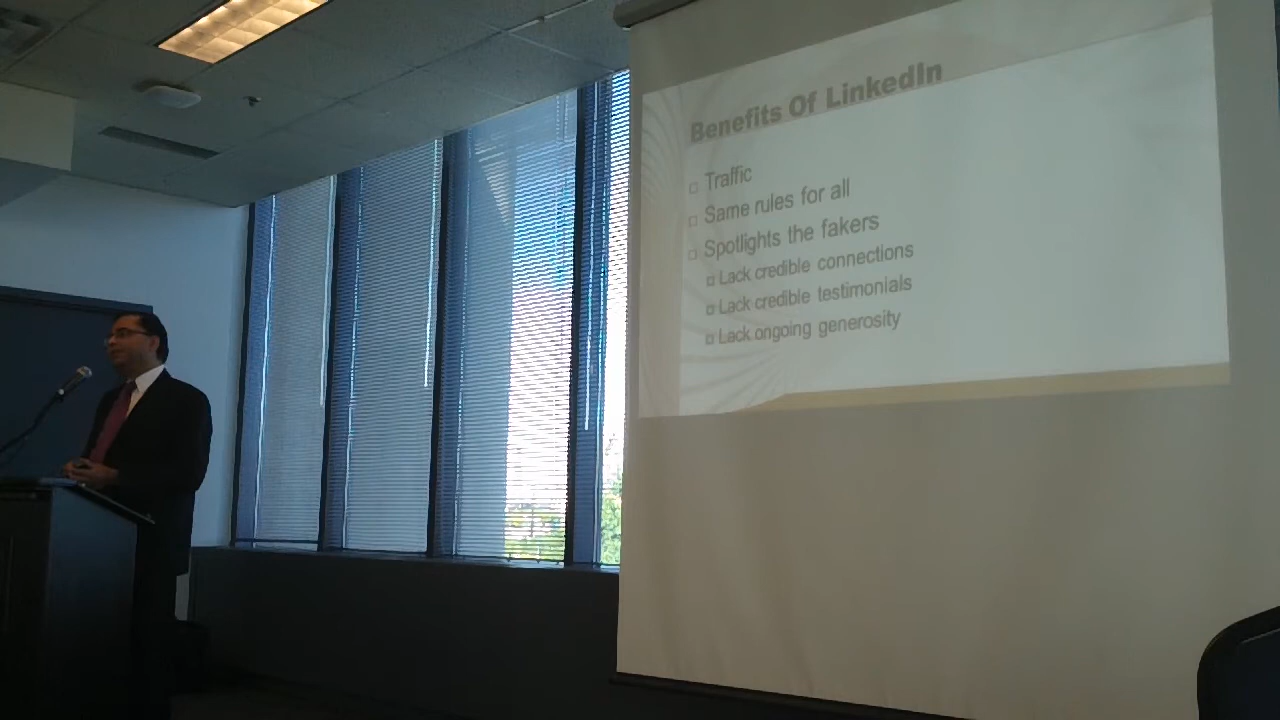 Benefits Of LinkedIn
Traffic
Same rules for all
Spotlights the fakers
Lack credible connections
Lack credible testimonials
Lack ongoing generosity